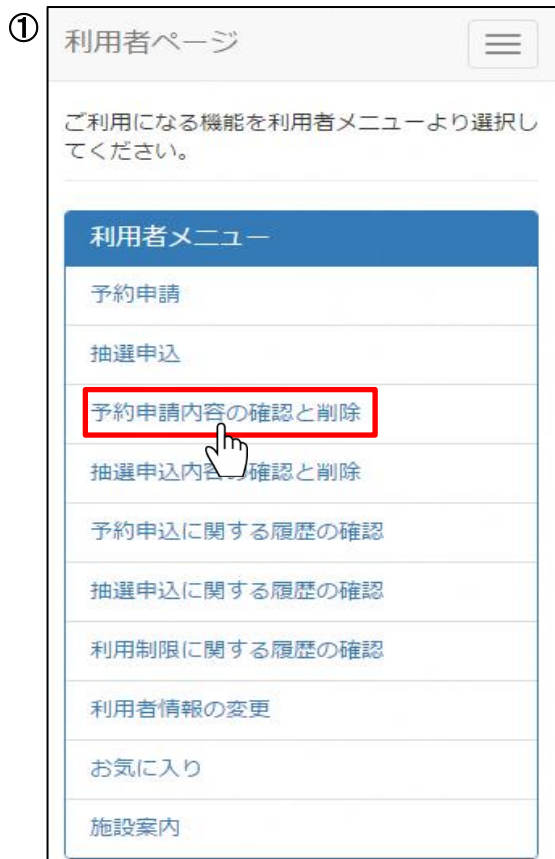 ①
利用者ページ
ご利用になる機能を利用者メニューより選択し
てください。
利用者メニュー
予約申請
抽選申込
予約申請内容の確認と削除
抽選申込内容の確認と削除
予約申込に関する履歴の確認
抽選申込に関する履歴の確認
利用制限に関する履歴の確認
利用者情報の変更
お気に入り
施設案内